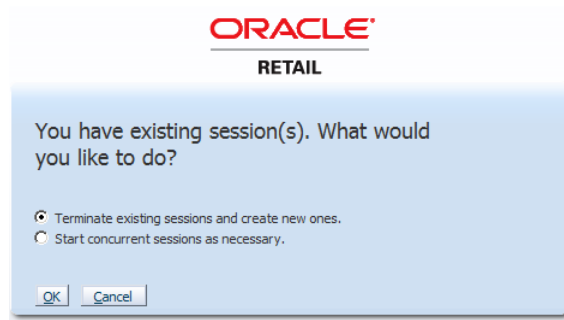 ORACLE
RETAIL
You have existing session(s). What would
you like to do?
Terminate existing sessions and create new ones.
Start concurrent sessions as necessary.
OK Cancel